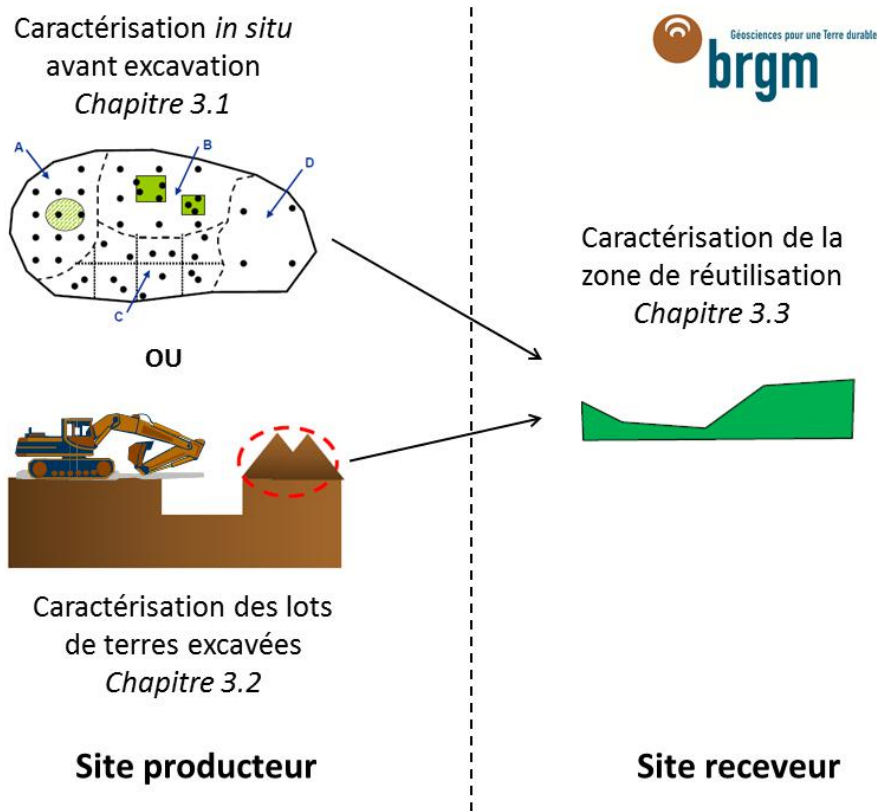 Caractérisation in situ
avant excavation
Chapitre 3.1
A
B
D
C
OU
Caractérisation des lots
de terres excavées
Chapitre 3.2
Site producteur
Géosciences pour une Terre durable
brgm
Caractérisation de la
zone de réutilisation
Chapitre 3.3
Site receveur